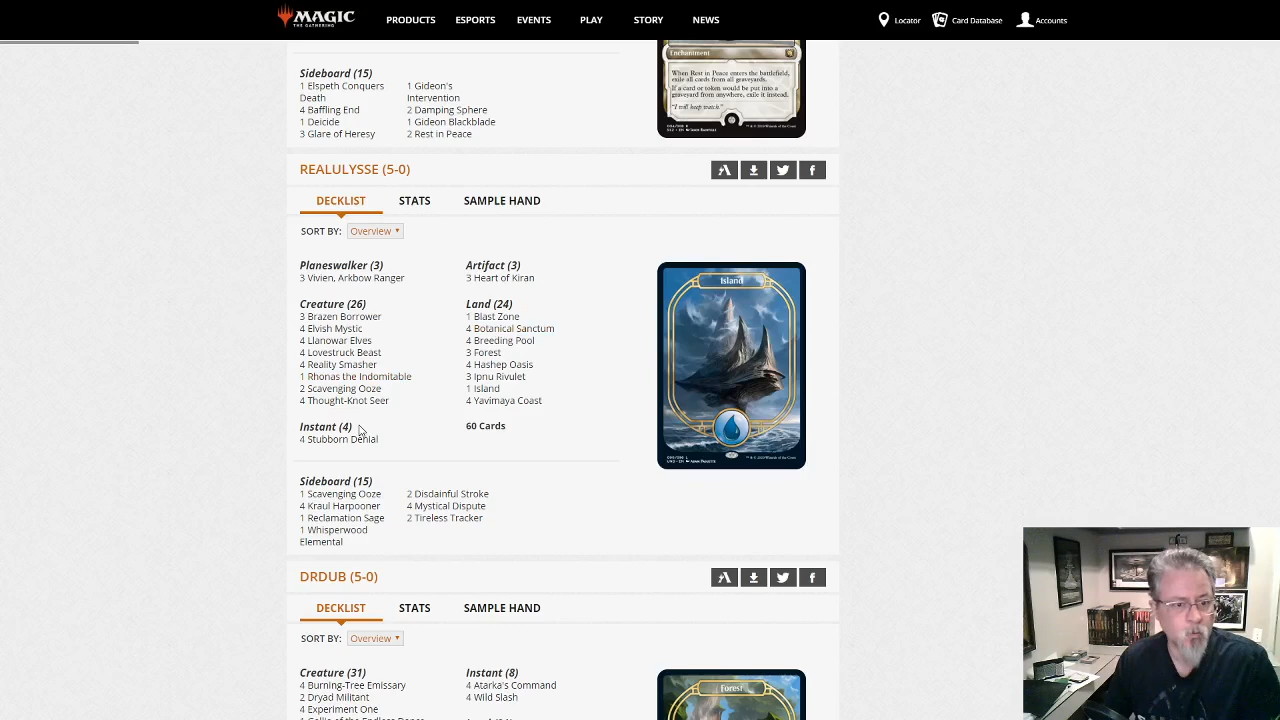 MAGIC
THE GATHERING
PRODUCTS
ESPORTS
EVENTS
PLAY
STORY
NEWS
Locator
Card Database
Accounts
Sideboard (15)
1 Elspeth Conquers
Death
4 Baffling End
1 Deicide
3 Glare of Heresy
1 Gideon's
Intervention
2 Damping Sphere
1 Gideon Blackblade
2 Rest in Peace
Enchantment
When Rest in Peace enters the battlefield,
exile all cards from all graveyards.
If a card or token would be put into a
graveyard from anywhere, exile it instead.
"I will keep watch."
REALULYSSE (5-0)
DECKLIST
STATS
SAMPLE HAND
SORT BY:
Overview
Planeswalker (3)
3 Vivien, Arkbow Ranger
Creature (26)
3 Brazen Borrower
4 Elvish Mystic
4 Llanowar Elves
4 Lovestruck Beast
4 Reality Smasher
1 Rhonas the Indomitable
2 Scavenging Ooze
4 Thought-Knot Seer
Instant (4)
4 Stubborn Denial
Artifact (3)
3 Heart of Kiran
Land (24)
1 Blast Zone
4 Botanical Sanctum
4 Breeding Pool
3 Forest
4 Hashep Oasis
3 Ipnu Rivulet
1 Island
4 Yavimaya Coast
60 Cards
Island
Sideboard (15)
1 Scavenging Ooze
4 Kraul Harpooner
1 Reclamation Sage
1 Whisperwood
Elemental
2 Disdainful Stroke
4 Mystical Dispute
2 Tireless Tracker
DRDUB (5-0)
DECKLIST
STATS
SAMPLE HAND
SORT BY:
Overview
Creature (31)
4 Burning-Tree Emissary
2 Dryad Militant
4 Experiment One
Instant (8)
4 Atarka's Command
4 Wild Slash
Forest